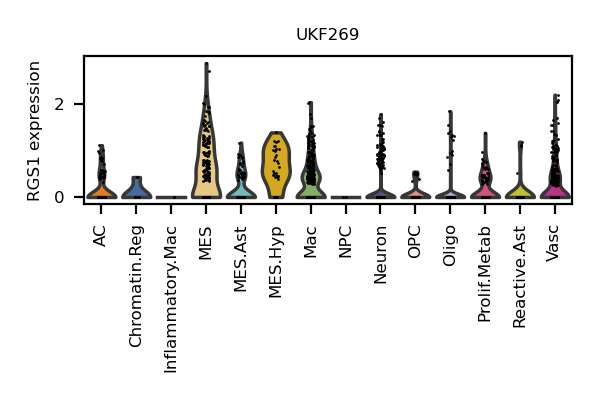 UKF269
RGS1 expression
2
0
AC
Chromatin.Reg
Inflammatory.Mac
MES
MES.Ast
MES.Hyp
Mac
NPC
Neuron
OPC
Oligo
Prolif.Metab
Reactive.Ast
Vasc